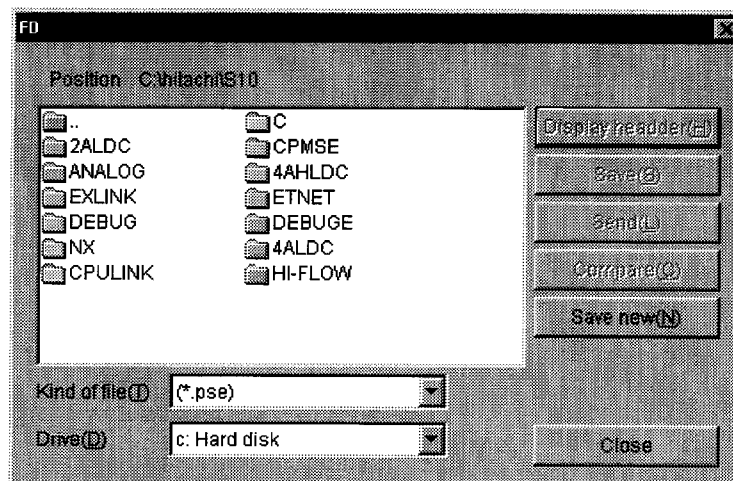 FD
Position C:\hitachi\S10
..
2ALDC
ANALOG
EXLINK
DEBUG
NX
CPULINK
C
CPMSE
4AHLDC
ETNET
DEBUGE
4ALDC
HI-FLOW
Display headder(H)
Save(S)
Send(L)
Compare(C)
Save new(N)
Kind of file(T) (*.pse)
Drive(D) c: Hard disk
Close